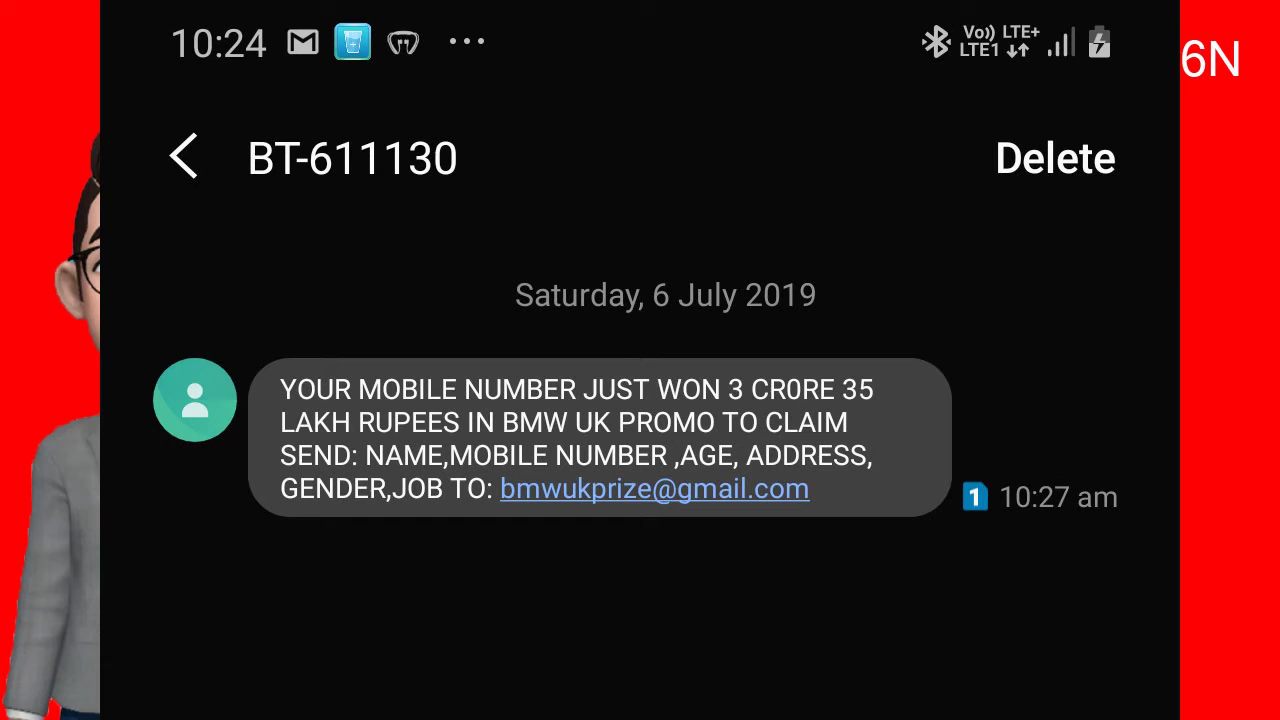 10:24
Vo)) LTE+
LTE1
6N
BT-611130
Delete
Saturday, 6 July 2019
YOUR MOBILE NUMBER JUST WON 3 CR0RE 35
LAKH RUPEES IN BMW UK PROMO TO CLAIM
SEND: NAME,MOBILE NUMBER ,AGE, ADDRESS,
GENDER,JOB TO: bmwukprize@gmail.com
1 10:27 am